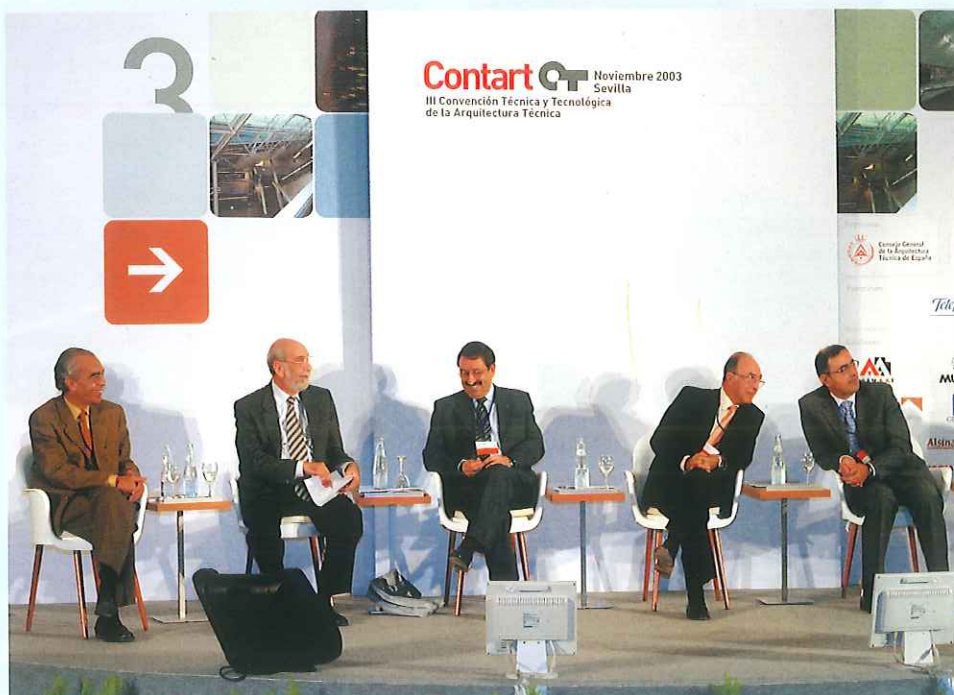 3
Contart
Noviembre 2003
Sevilla
III Convención Técnica y Tecnológica
de la Arquitectura Técnica
Consejo General
de la Arquitectura
Técnica de España
Alsina